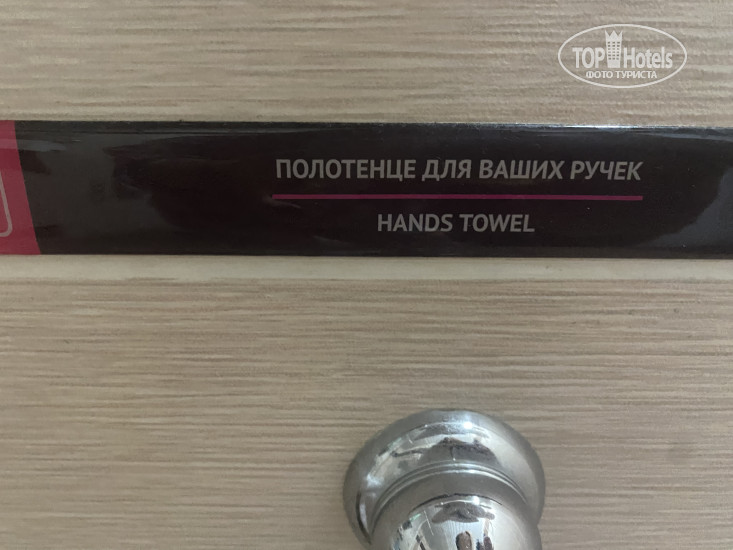 TOP Hotels
ФОТО ТУРИСТА
ПОЛОТЕНЦЕ ДЛЯ ВАШИХ РУЧЕК
HANDS TOWEL